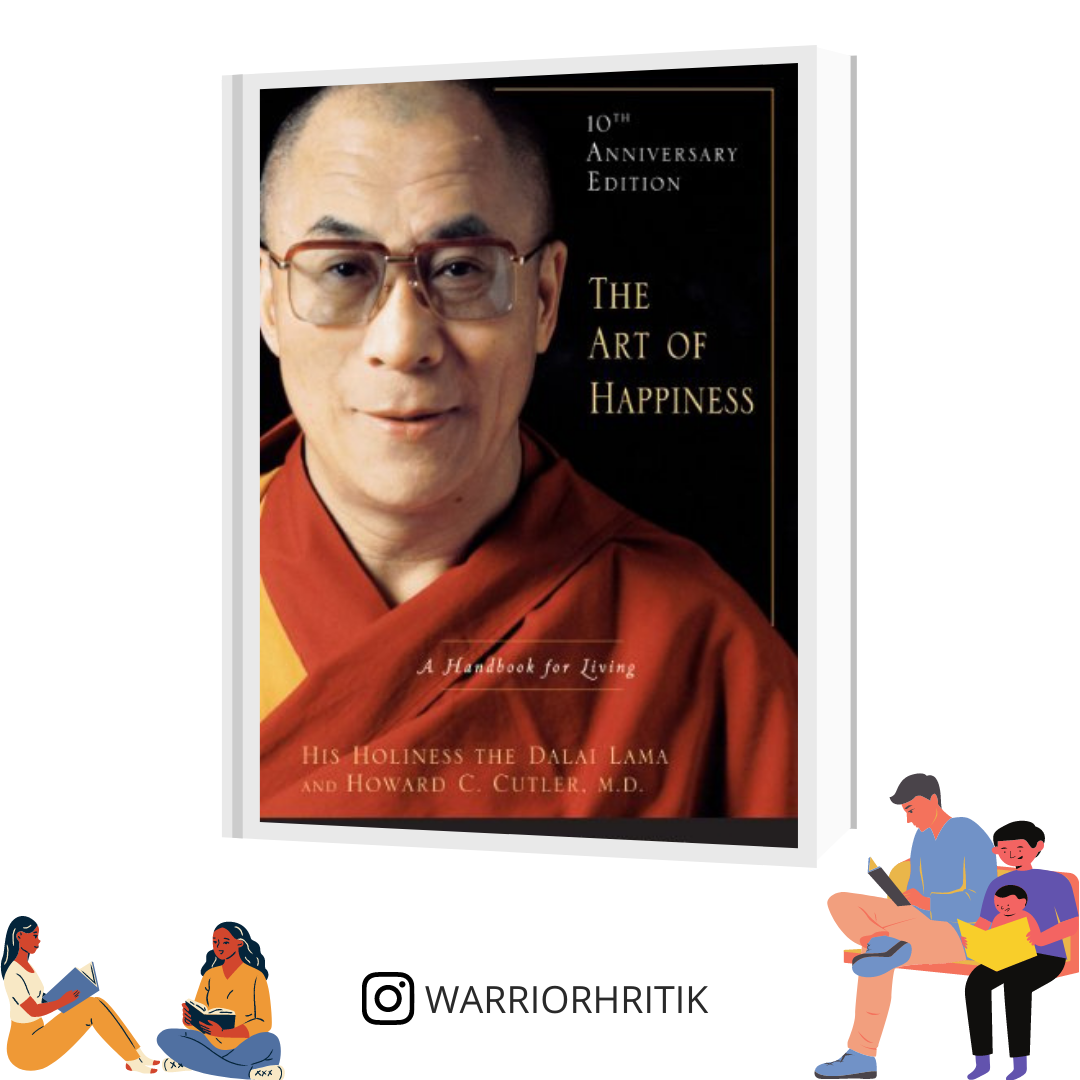 10TH
ANNIVERSARY
EDITION
THE
ART OF
HAPPINESS
A Handbook for Living
HIS HOLINESS THE DALAI LAMA
AND HOWARD C. CUTLER, M.D.
WARRIORHRITIK